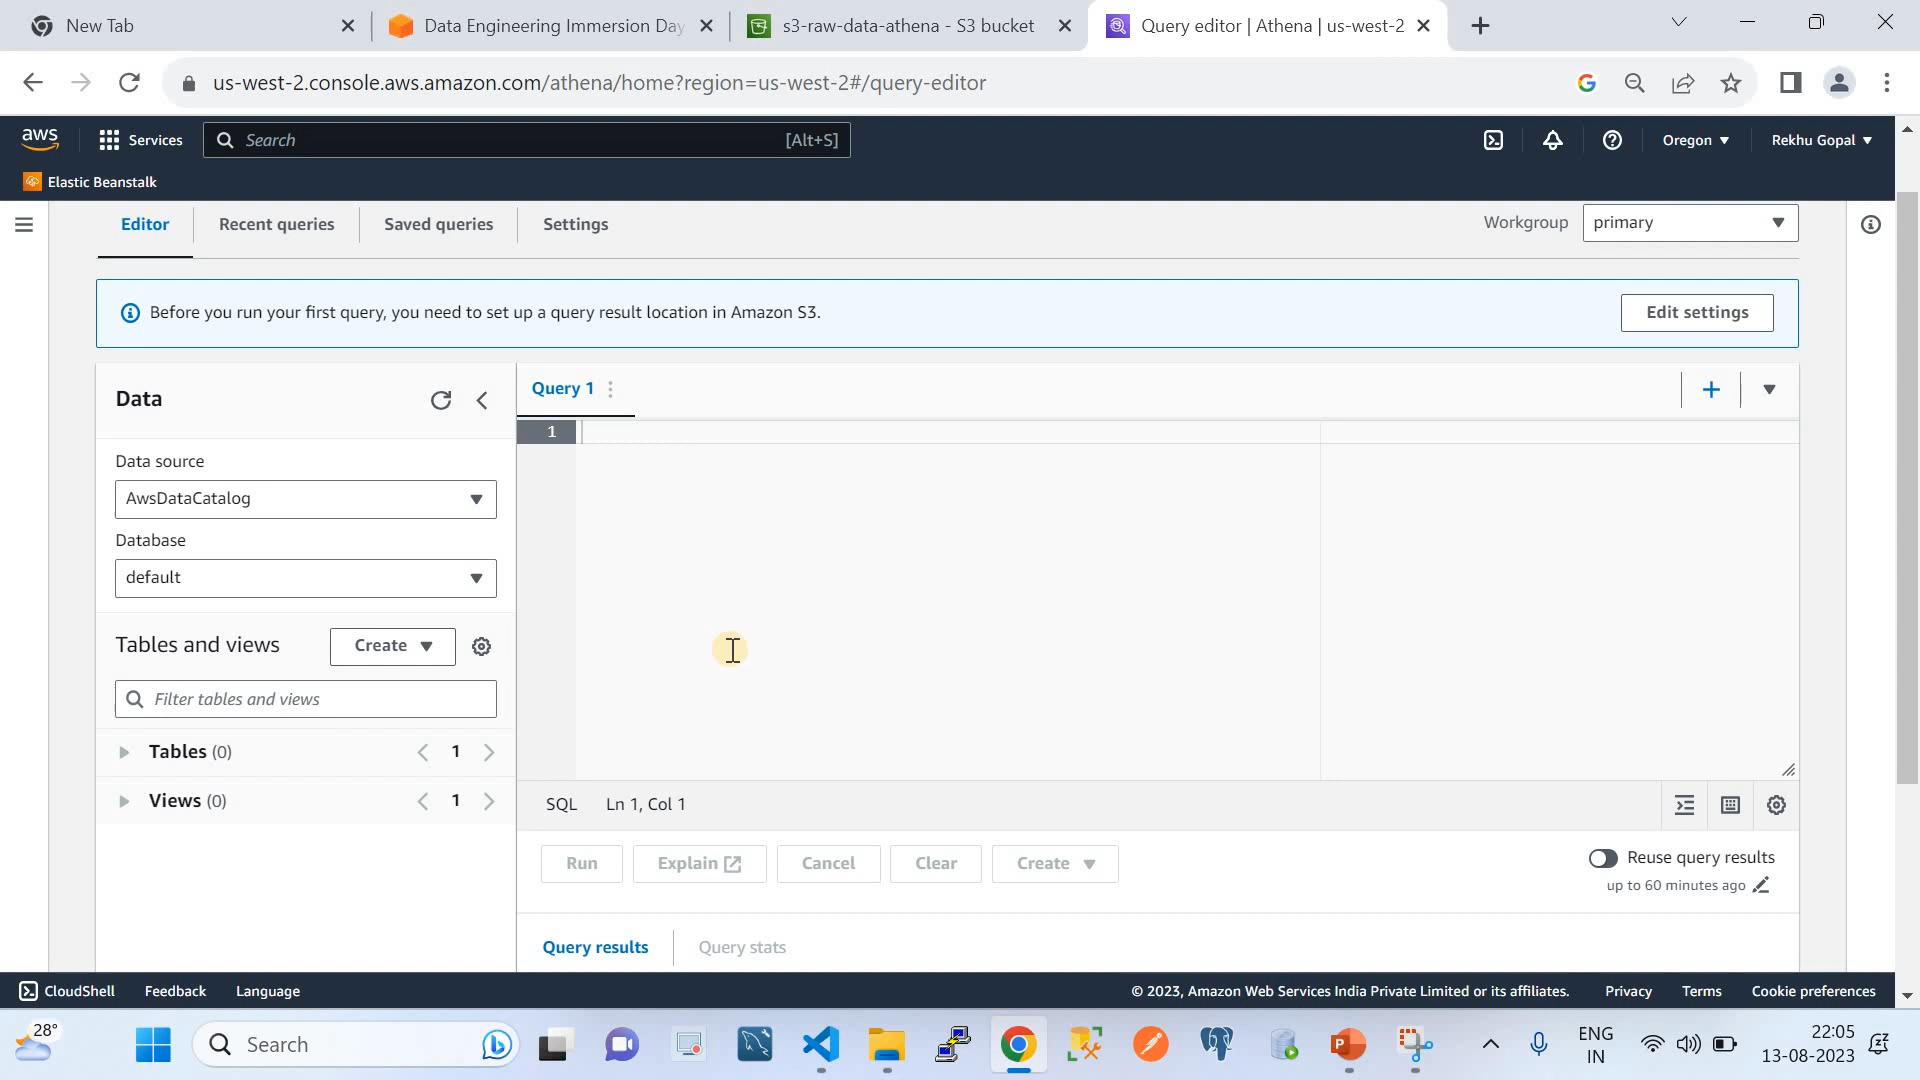 New Tab
Data Engineering Immersion Day
s3-raw-data-athena - S3 bucket
Query editor | Athena | us-west-2
us-west-2.console.aws.amazon.com/athena/home?region=us-west-2#/query-editor
aws
Services
Search
[Alt+S]
Oregon
Rekhu Gopal
Elastic Beanstalk
Editor
Recent queries
Saved queries
Settings
Workgroup
primary
Before you run your first query, you need to set up a query result location in Amazon S3.
Edit settings
Data
Query 1
1
Data source
AwsDataCatalog
Database
default
Tables and views
Create
Filter tables and views
Tables (0)
1
Views (0)
1
SQL
Ln 1, Col 1
Run
Explain
Cancel
Clear
Create
Reuse query results
up to 60 minutes ago
Query results
Query stats
CloudShell
Feedback
Language
© 2023, Amazon Web Services India Private Limited or its affiliates.
Privacy
Terms
Cookie preferences
28°
Search
ENG
IN
22:05
13-08-2023